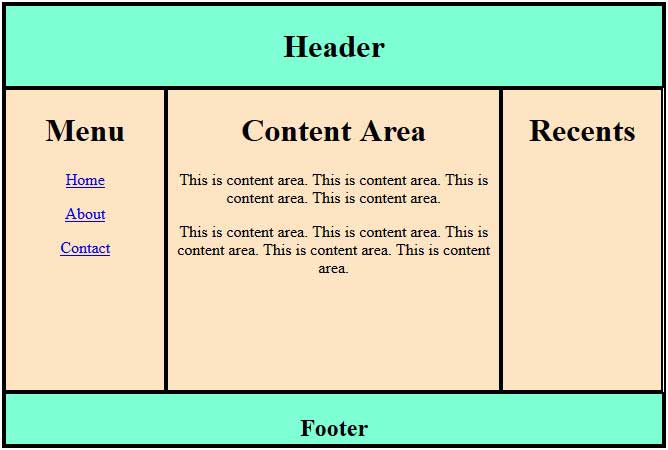 Header
Menu
Home
About
Contact
Content Area
This is content area. This is content area. This is
content area. This is content area.
This is content area. This is content area. This is
content area. This is content area. This is content
area.
Recents
Footer